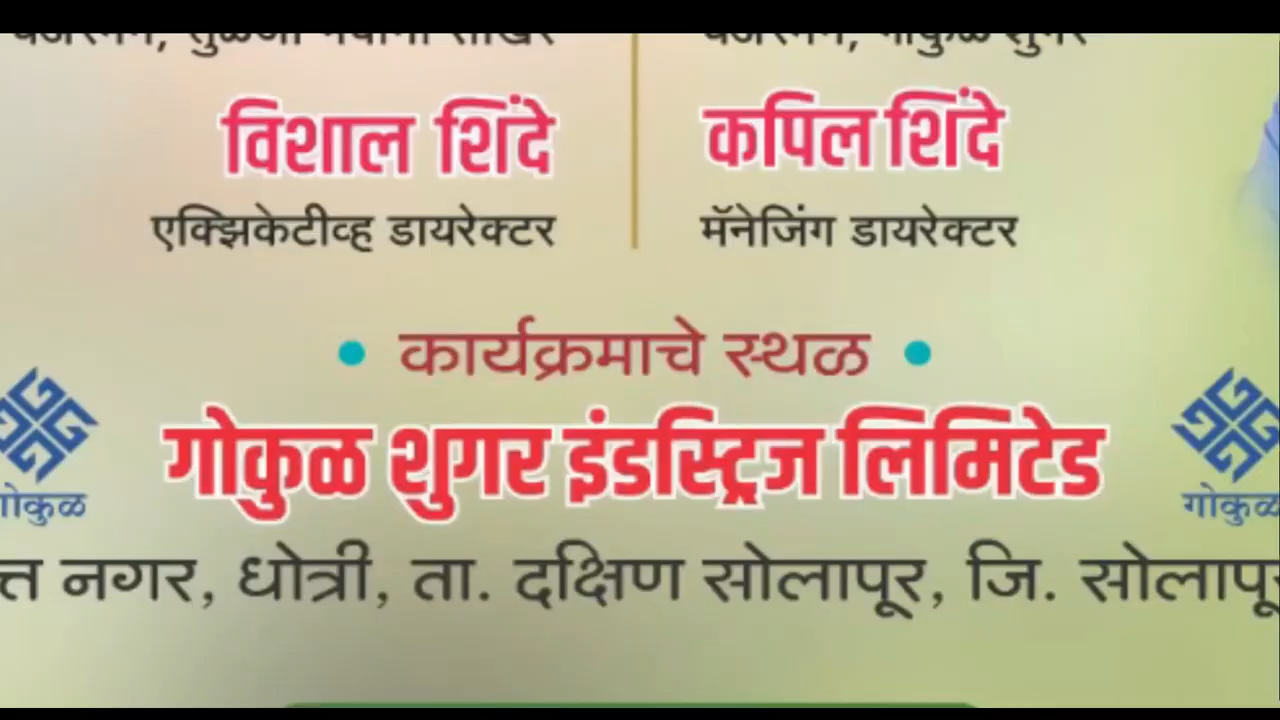 विशाल शिंदे
एक्झिकेटीव्ह डायरेक्टर
कपिल शिंदे
मॅनेजिंग डायरेक्टर
• कार्यक्रमाचे स्थळ •
गोकुळ शुगर इंडस्ट्रिज लिमिटेड
गोकुळ
गोकुळ
नगर, धोत्री, ता. दक्षिण सोलापूर, जि. सोलापूर